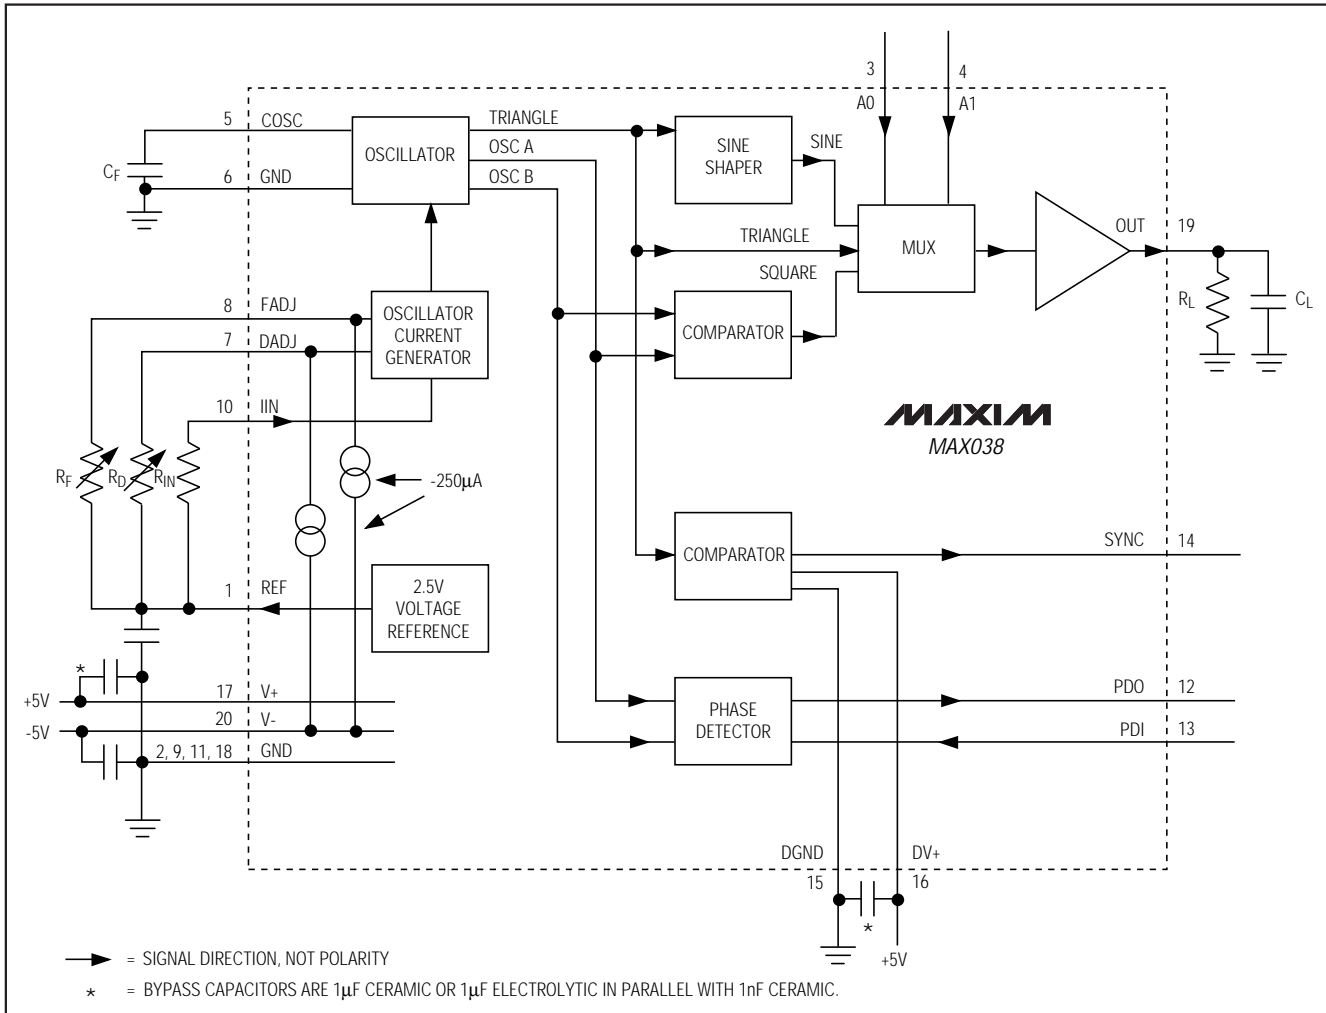 3
4
A0
A1
5
COSC
TRIANGLE
OSCILLATOR
OSC A
SINE
SHAPER
SINE
CF
6
GND
OSC B
TRIANGLE
MUX
OUT
19
SQUARE
8
FADJ
OSCILLATOR
CURRENT
GENERATOR
7
DADJ
COMPARATOR
RL
CL
10
IIN
MAXIM
MAX038
RF
RD
RIN
-250µA
COMPARATOR
SYNC
14
1
REF
2.5V
VOLTAGE
REFERENCE
*
+5V
17
V+
-5V
20
V-
2, 9, 11, 18
GND
PHASE
DETECTOR
PDO
12
PDI
13
DGND
DV+
15
16
*
+5V
= SIGNAL DIRECTION, NOT POLARITY
* = BYPASS CAPACITORS ARE 1µF CERAMIC OR 1µF ELECTROLYTIC IN PARALLEL WITH 1nF CERAMIC.